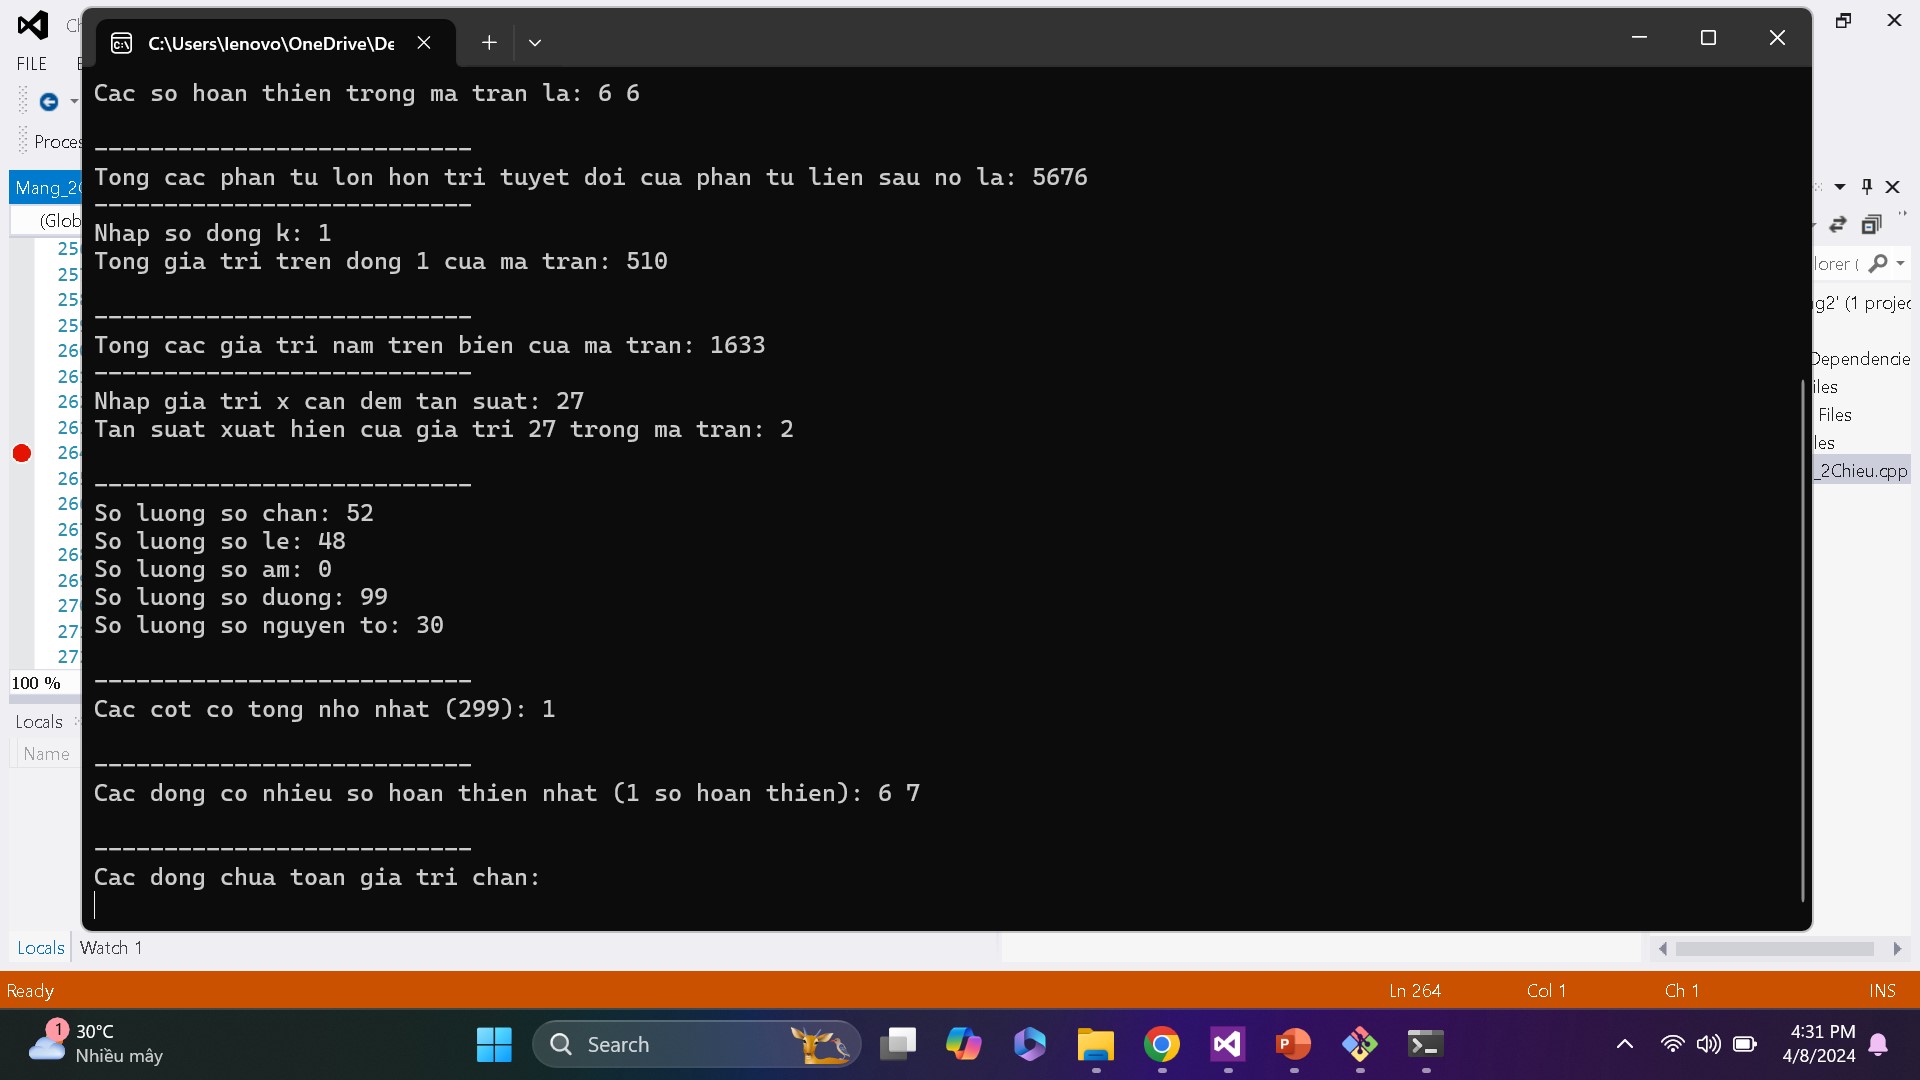 C:\Users\lenovo\OneDrive\De
FILE
Cac so hoan thien trong ma tran la: 6 6
Proces
---------------------------
Tong cac phan tu lon hon tri tuyet doi cua phan tu lien sau no la: 5676
---------------------------
Mang_2C
(Glob
Nhap so dong k: 1
Tong gia tri tren dong 1 cua ma tran: 510
---------------------------
Tong cac gia tri nam tren bien cua ma tran: 1633
---------------------------
Nhap gia tri x can dem tan suat: 27
Tan suat xuat hien cua gia tri 27 trong ma tran: 2
---------------------------
So luong so chan: 52
So luong so le: 48
So luong so am: 0
So luong so duong: 99
So luong so nguyen to: 30
---------------------------
Cac cot co tong nho nhat (299): 1
---------------------------
Cac dong co nhieu so hoan thien nhat (1 so hoan thien): 6 7
---------------------------
Cac dong chua toan gia tri chan:
264
265
270
100 %
Locals
Name
Locals
Watch 1
lorer (
g2' (1 projec
Dependencie
iles
Files
les
_2Chieu.cpp
Ready
Ln 264
Col 1
Ch 1
INS
1
30°C
Nhiều mây
Search
4:31 PM
4/8/2024